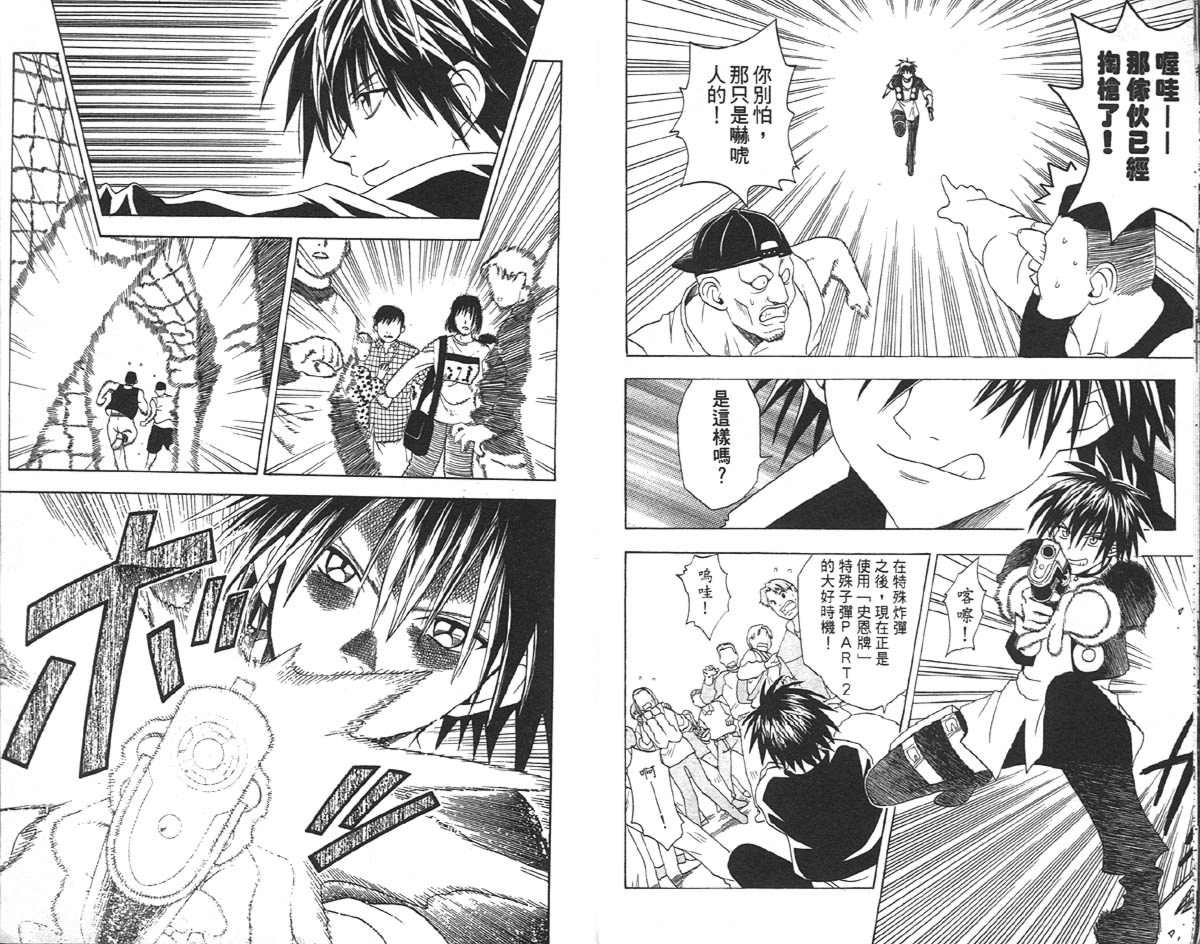 喔哇——
那傢伙已經
掏槍了！
你別怕，
那只是嚇唬
人的！
是這樣嗎？
喀嚓！
在特殊炸彈
之後，現在正是
使用「史恩牌」
特殊子彈ＰＡＲＴ２
的大好時機！
嗚哇！
啊啊
ボッ